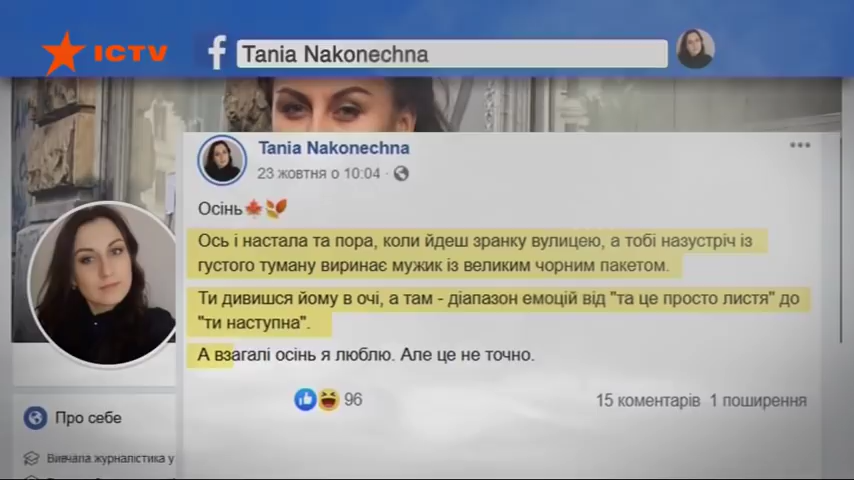 ICTV
f Tania Nakonechna
Tania Nakonechna
23 жовтня о 10:04
Осінь
Ось і настала та пора, коли йдеш зранку вулицею, а тобі назустріч із
густого туману виринає мужик із великим чорним пакетом.
Ти дивишся йому в очі, а там - діапазон емоцій від "та це просто листя" до
"ти наступна".
А взагалі осінь я люблю. Але це не точно.
96
15 коментарів 1 поширення
Про себе
Вивчала журналістика у